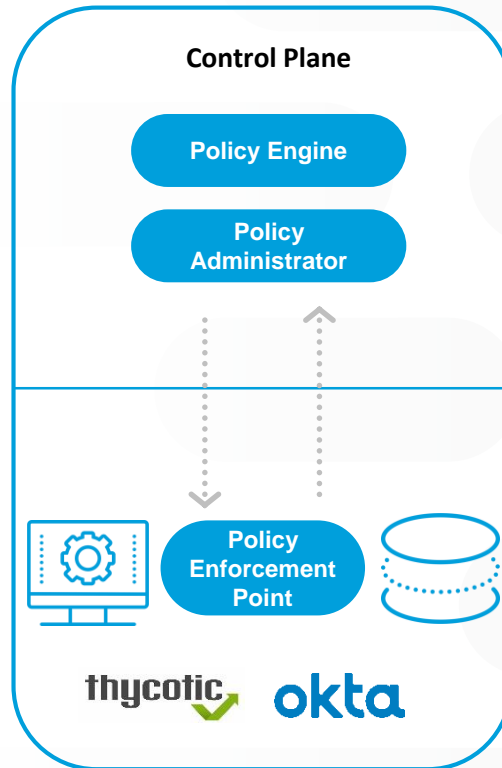 Control Plane
Policy Engine
Policy
Administrator
Policy
Enforcement
Point
thycotic
okta